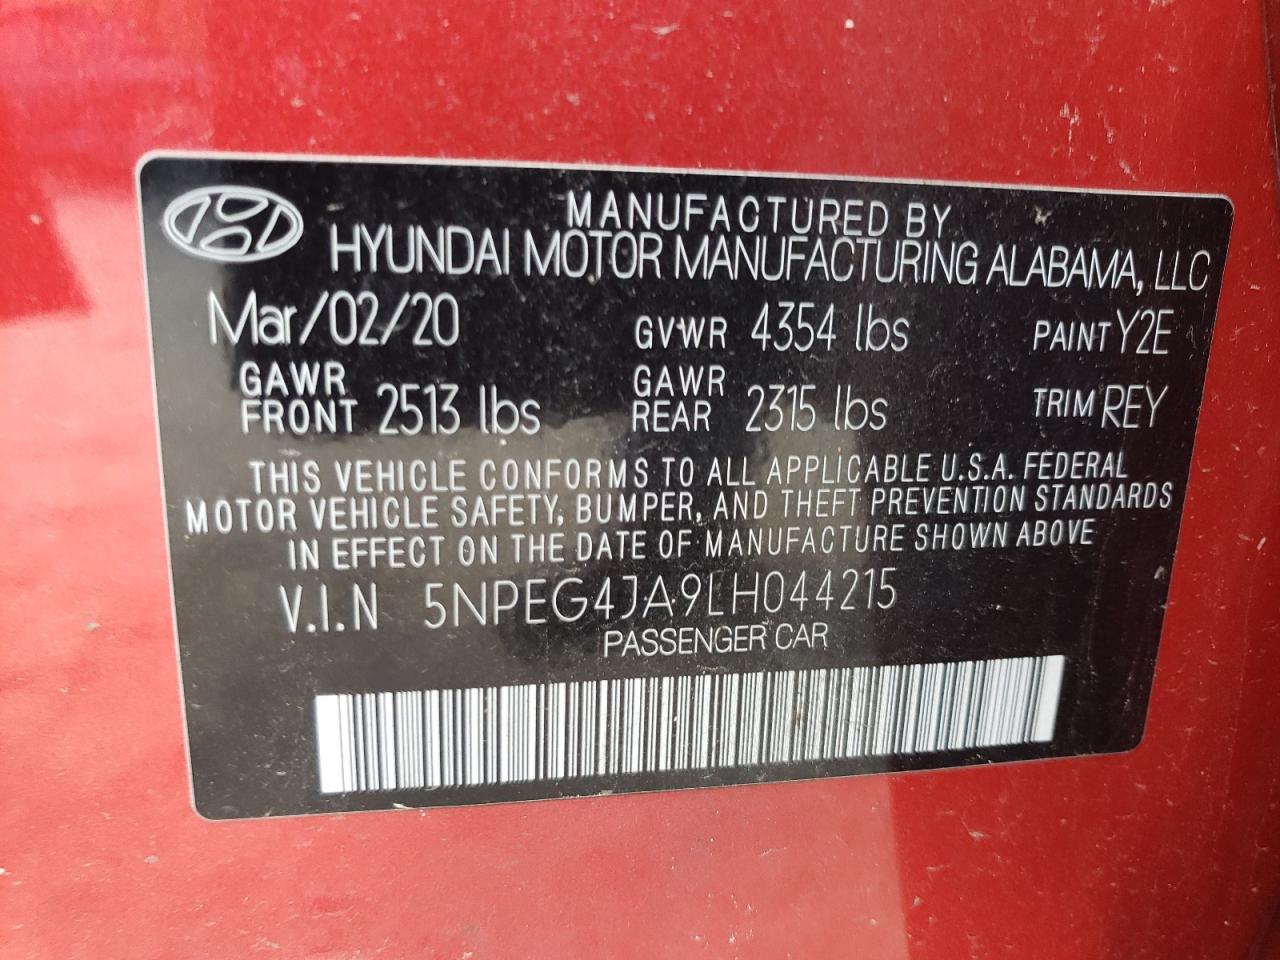 MANUFACTURED BY
HYUNDAI MOTOR MANUFACTURING ALABAMA, LLC
Mar/02/20 GVWR 4354 lbs PAINT Y2E
GAWR FRONT 2513 lbs GAWR REAR 2315 lbs TRIM REY
THIS VEHICLE CONFORMS TO ALL APPLICABLE U.S.A. FEDERAL
MOTOR VEHICLE SAFETY, BUMPER, AND THEFT PREVENTION STANDARDS
IN EFFECT ON THE DATE OF MANUFACTURE SHOWN ABOVE
V.I.N 5NPEG4JA9LH044215
PASSENGER CAR